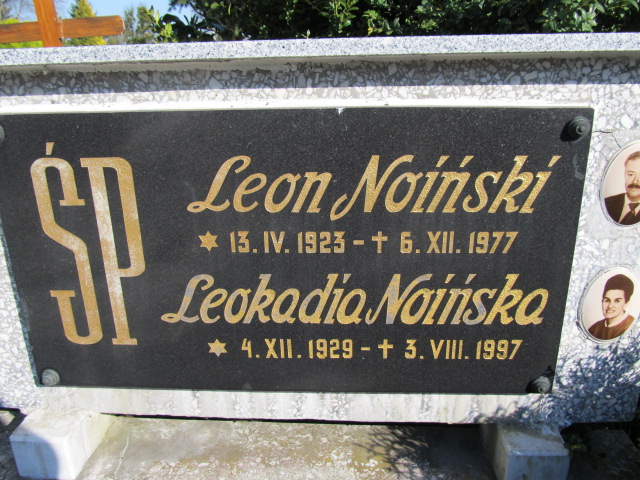 ŚP
Leon Noiński
✶ 13. IV. 1923 - ✝ 6. XII. 1977
Leokadia Noińska
✶ 4. XII. 1929 - ✝ 3. VIII. 1997